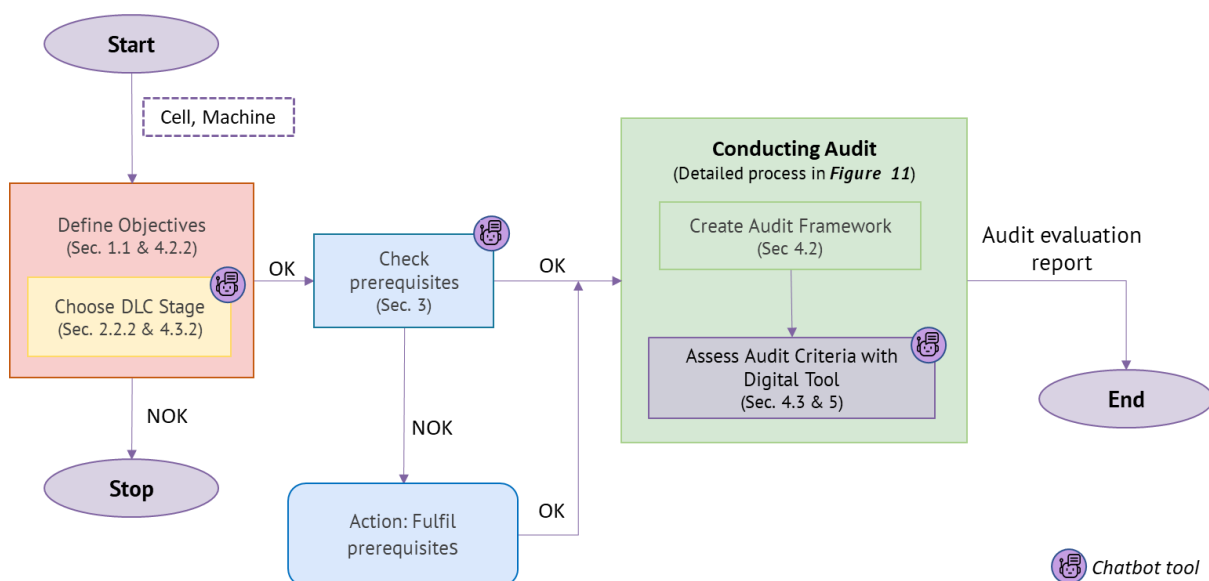 Start
Cell, Machine
Define Objectives
(Sec. 1.1 & 4.2.2)
Choose DLC Stage
(Sec. 2.2.2 & 4.3.2)
OK
NOK
Stop
Check
prerequisites
(Sec. 3)
OK
NOK
Action: Fulfil
prerequisites
OK
Conducting Audit
(Detailed process in Figure 11)
Create Audit Framework
(Sec 4.2)
Assess Audit Criteria with
Digital Tool
(Sec. 4.3 & 5)
Audit evaluation
report
End
Chatbot tool